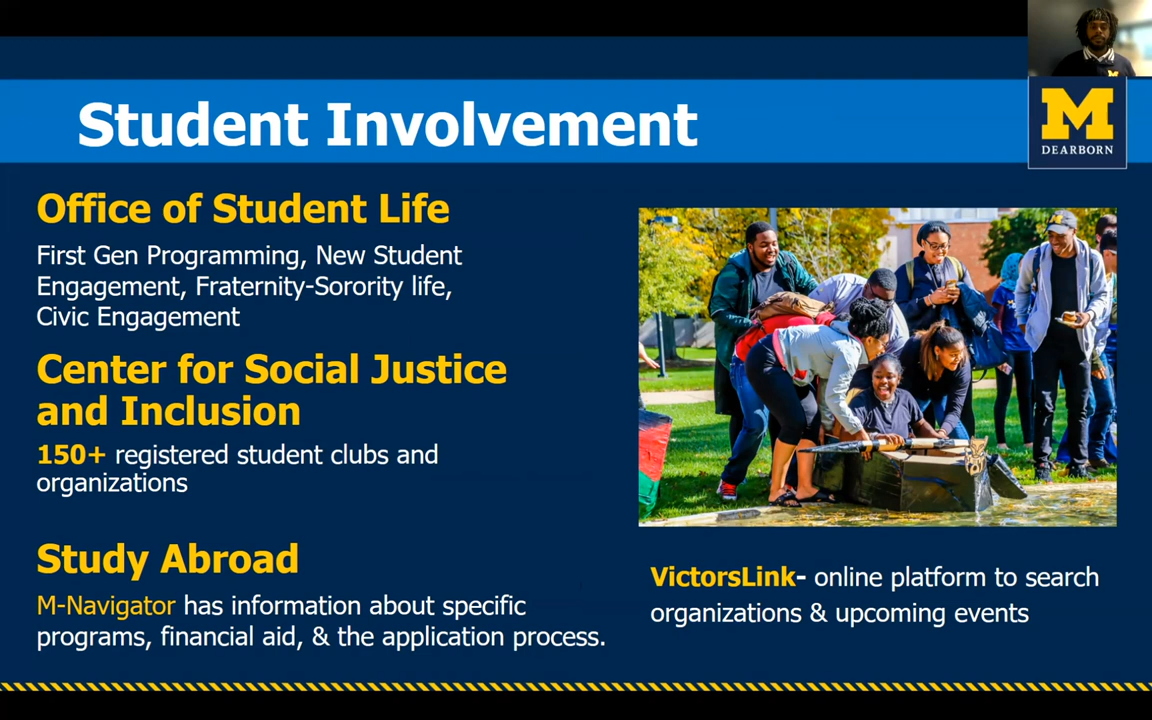 Student Involvement
M
DEARBORN
Office of Student Life
First Gen Programming, New Student
Engagement, Fraternity-Sorority life,
Civic Engagement
Center for Social Justice
and Inclusion
150+ registered student clubs and
organizations
Study Abroad
M-Navigator has information about specific
programs, financial aid, & the application process.
VictorsLink- online platform to search
organizations & upcoming events